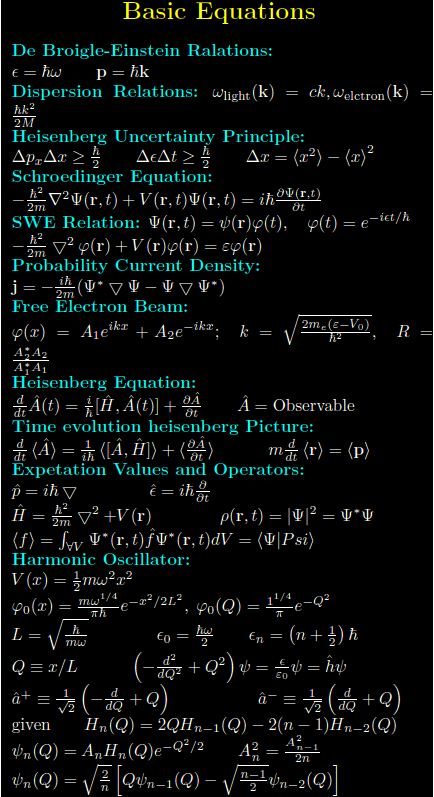 Basic Equations
De Broigle-Einstein Ralations:
ϵ = ℏω p = ℏk
Dispersion Relations: ω_light(k) = ck, ω_elctron(k) =
ℏk²/2M
Heisenberg Uncertainty Principle:
Δp_xΔx ≥ ℏ/2 ΔϵΔt ≥ ℏ/2 Δx = ⟨x²⟩ − ⟨x⟩²
Schroedinger Equation:
−ℏ²/2m ∇²Ψ(r, t) + V(r, t)Ψ(r, t) = iℏ ∂Ψ(r,t)/∂t
SWE Relation: Ψ(r, t) = ψ(r)φ(t), φ(t) = e^{−iϵt/ℏ}
−ℏ²/2m ▽² φ(r) + V(r)φ(r) = εφ(r)
Probability Current Density:
j = −iℏ/2m (Ψ* ▽ Ψ − Ψ ▽ Ψ*)
Free Electron Beam:
φ(x) = A₁e^{ikx} + A₂e^{−ikx}; k = √(2m_e(ε−V₀)/ℏ²), R =
A₂*A₂/A₁*A₁
Heisenberg Equation:
d/dt Â(t) = i/ℏ [Ĥ, Â(t)] + ∂Â/∂t Â = Observable
Time evolution heisenberg Picture:
d/dt ⟨Â⟩ = 1/iℏ ⟨[Â, Ĥ]⟩ + ⟨∂Â/∂t⟩ m d/dt ⟨r⟩ = ⟨p⟩
Expetation Values and Operators:
p̂ = iℏ ▽ ϵ̂ = iℏ ∂/∂t
Ĥ = ℏ²/2m ▽² +V(r) ρ(r, t) = |Ψ|² = Ψ*Ψ
⟨f⟩ = ∫_∀V Ψ*(r, t)f̂Ψ*(r, t)dV = ⟨Ψ|Psi⟩
Harmonic Oscillator:
V(x) = 1/2 mω²x²
φ₀(x) = mω^{1/4}/πℏ e^{−x²/2L²}, φ₀(Q) = 1^{1/4}/π e^{−Q²}
L = √(ℏ/mω) ϵ₀ = ℏω/2 ϵₙ = (n + 1/2) ℏ
Q ≡ x/L (−d²/dQ² + Q²) ψ = ϵ/ε₀ ψ = ĥψ
â⁺ ≡ 1/√2 (−d/dQ + Q) â⁻ ≡ 1/√2 (d/dQ + Q)
given Hₙ(Q) = 2QHₙ₋₁(Q) − 2(n − 1)Hₙ₋₂(Q)
ψₙ(Q) = AₙHₙ(Q)e^{−Q²/2} Aₙ² = A²ₙ₋₁/2n
ψₙ(Q) = √(2/n) [Qψₙ₋₁(Q) − √((n−1)/2) ψₙ₋₂(Q)]